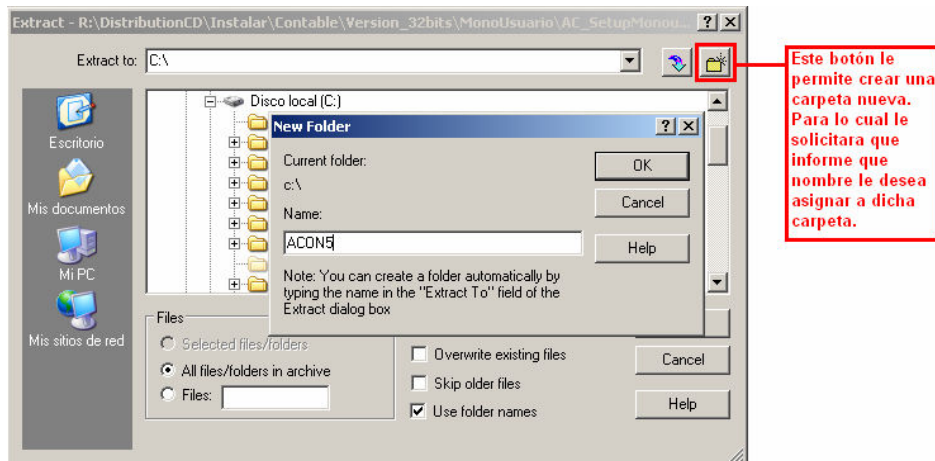 Extract - R:\DistributionCD\Instalar\Contable\Version_32bits\MonoUsuario\AC_SetupMonou...
Extract to: C:\
Este botón le
permite crear una
carpeta nueva.
Para lo cual le
solicitara que
informe que
nombre le desea
asignar a dicha
carpeta.
Escritorio
Mis documentos
Mi PC
Mis sitios de red
Disco local (C:)
New Folder
Current folder:
c:\
Name:
ACON5
Note: You can create a folder automatically by
typing the name in the "Extract To" field of the
Extract dialog box
OK
Cancel
Help
Files
Selected files/folders
All files/folders in archive
Files:
Overwrite existing files
Skip older files
Use folder names
Cancel
Help